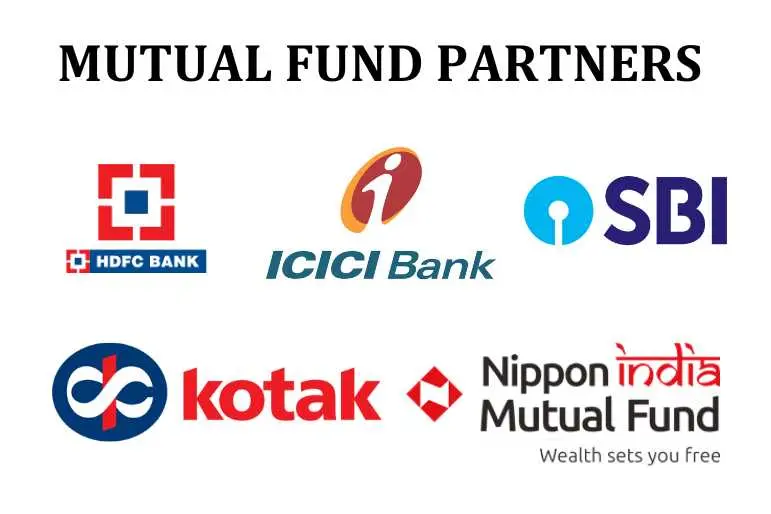 MUTUAL FUND PARTNERS
HDFC BANK
ICICI Bank
SBI
kotak
Nippon india
Mutual Fund
Wealth sets you free